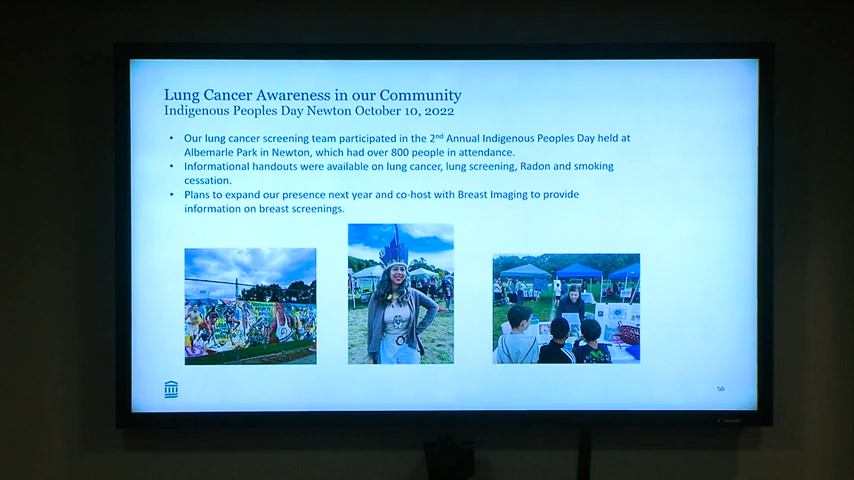 Lung Cancer Awareness in our Community
Indigenous Peoples Day Newton October 10, 2022
• Our lung cancer screening team participated in the 2nd Annual Indigenous Peoples Day held at
Albemarle Park in Newton, which had over 800 people in attendance.
• Informational handouts were available on lung cancer, lung screening, Radon and smoking
cessation.
• Plans to expand our presence next year and co-host with Breast Imaging to provide
information on breast screenings.
50